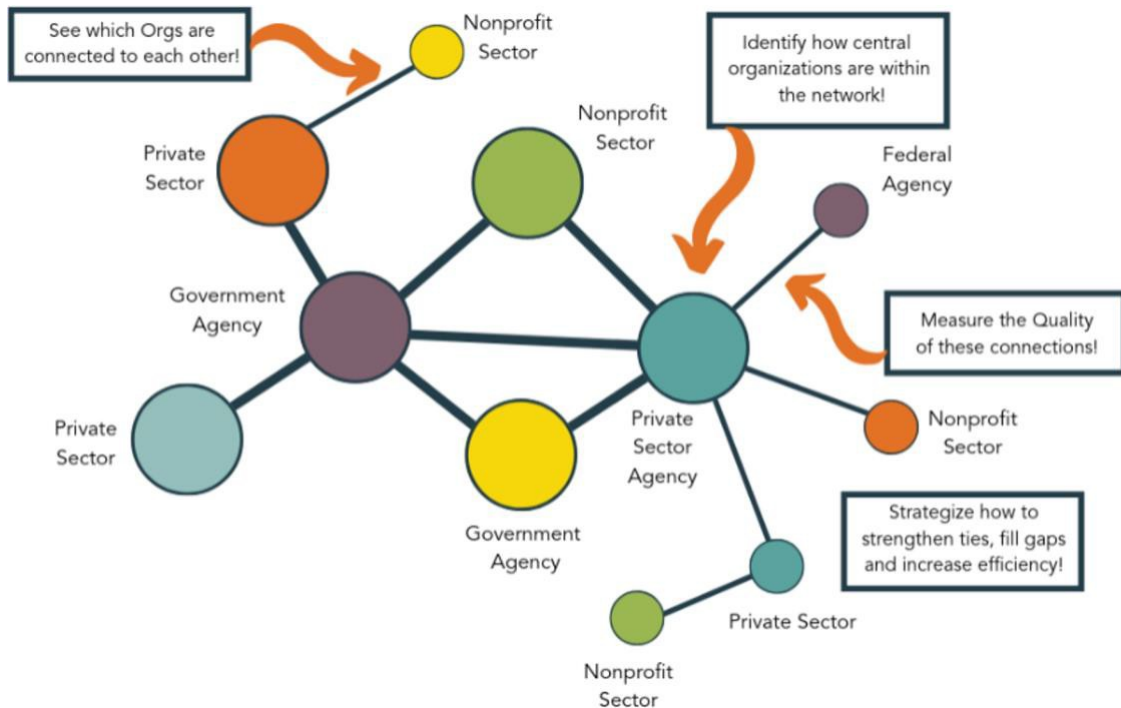 See which Orgs are
connected to each other!
Nonprofit
Sector
Identify how central
organizations are within
the network!
Private
Sector
Nonprofit
Sector
Federal
Agency
Government
Agency
Measure the Quality
of these connections!
Private
Sector
Private
Sector
Agency
Nonprofit
Sector
Government
Agency
Strategize how to
strengthen ties, fill gaps
and increase efficiency!
Private Sector
Nonprofit
Sector